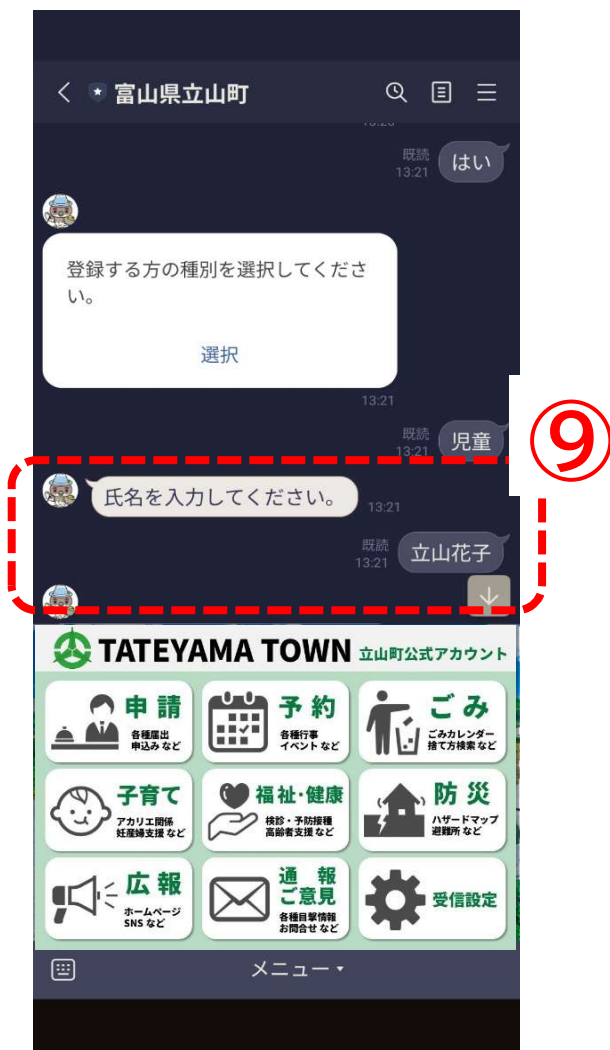 富山県立山町
既読
13:21
はい
登録する方の種別を選択してくださ
い。
選択
13:21
既読
13:21
児童
⑨
氏名を入力してください。
13:21
既読
13:21
立山花子
TATEYAMA TOWN 立山町公式アカウント
申請
各種届出
申込み など
予約
各種行事
イベント など
ごみ
ごみカレンダー
捨て方検索 など
子育て
アカリエ関係
妊産婦支援 など
福祉・健康
検診・予防接種
高齢者支援 など
防災
ハザードマップ
避難所 など
広報
ホームページ
SNS など
通報
ご意見
各種目撃情報
お問合せ など
受信設定
メニュー▾